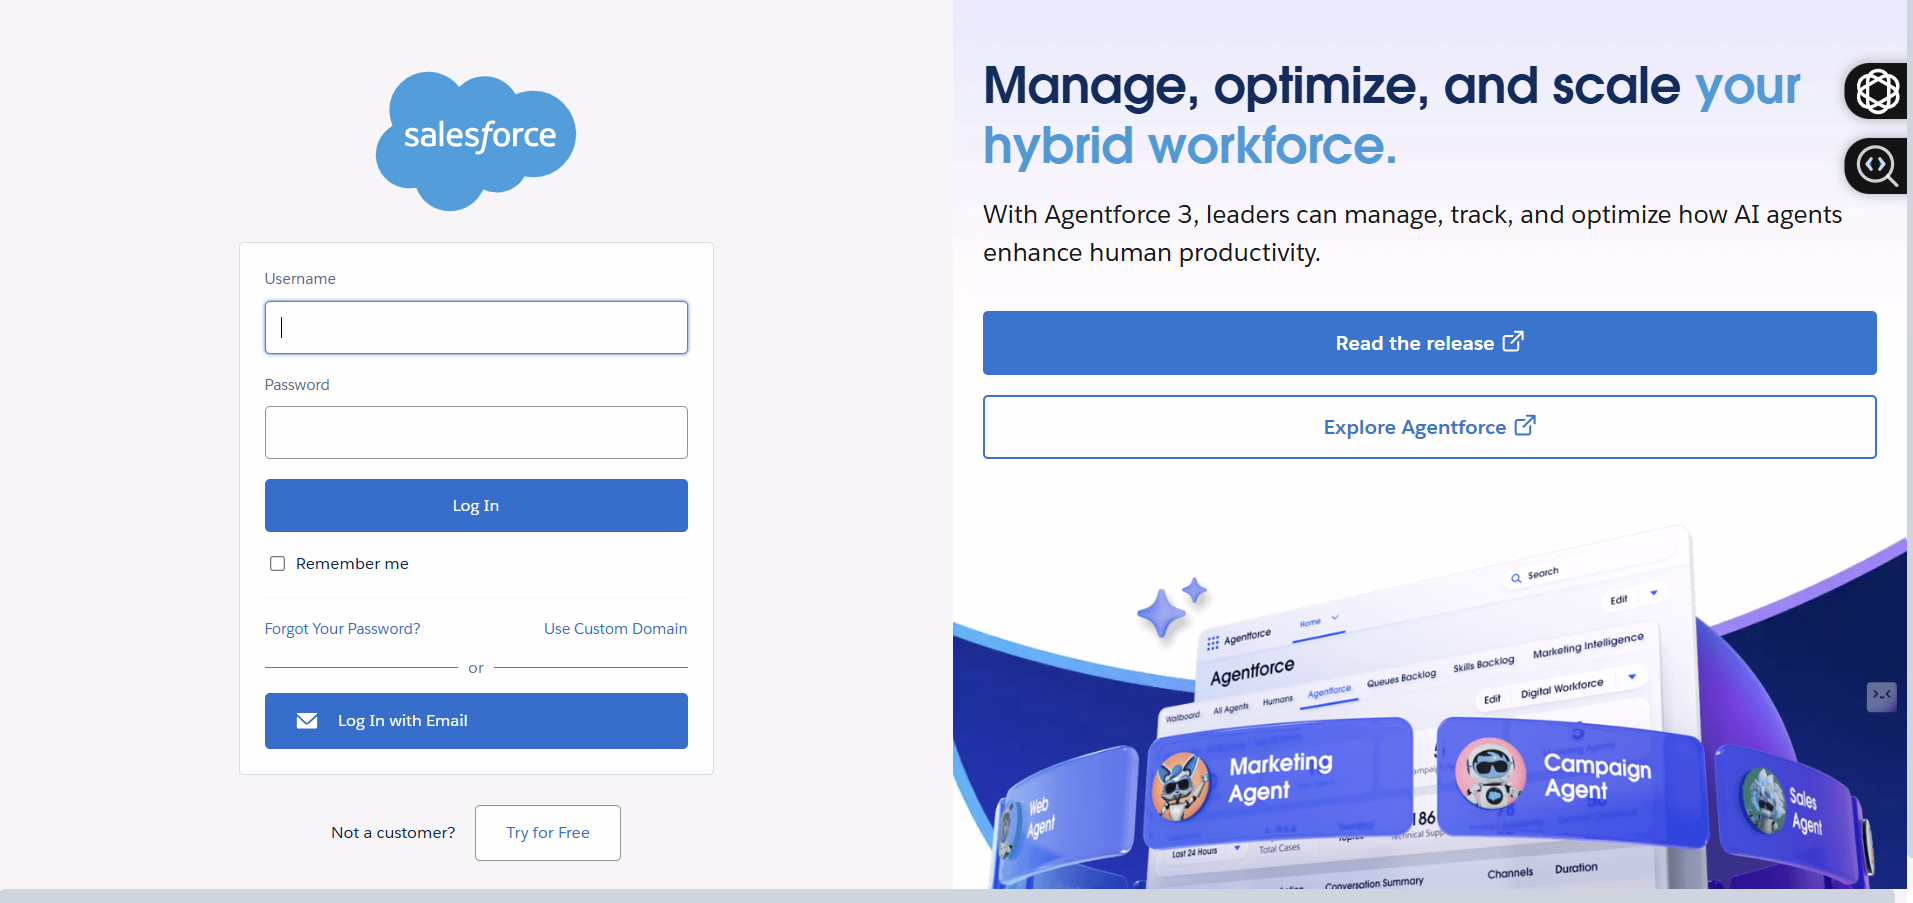 salesforce
Username
Password
Log In
Remember me
Forgot Your Password?
Use Custom Domain
or
Log In with Email
Not a customer?
Try for Free
Manage, optimize, and scale your
hybrid workforce.
With Agentforce 3, leaders can manage, track, and optimize how AI agents
enhance human productivity.
Read the release
Explore Agentforce
Search
Edit
Agentforce
Home
Agentforce
Wallboard
All Agents
Humans
Agentforce
Queues Backlog
Skills Backlog
Marketing Intelligence
Edit
Digital Workforce
Web
Agent
Marketing
Agent
Campaign
Agent
Sales
Agent
Last 24 Hours
Total Cases
Conversation Summary
Channels
Duration